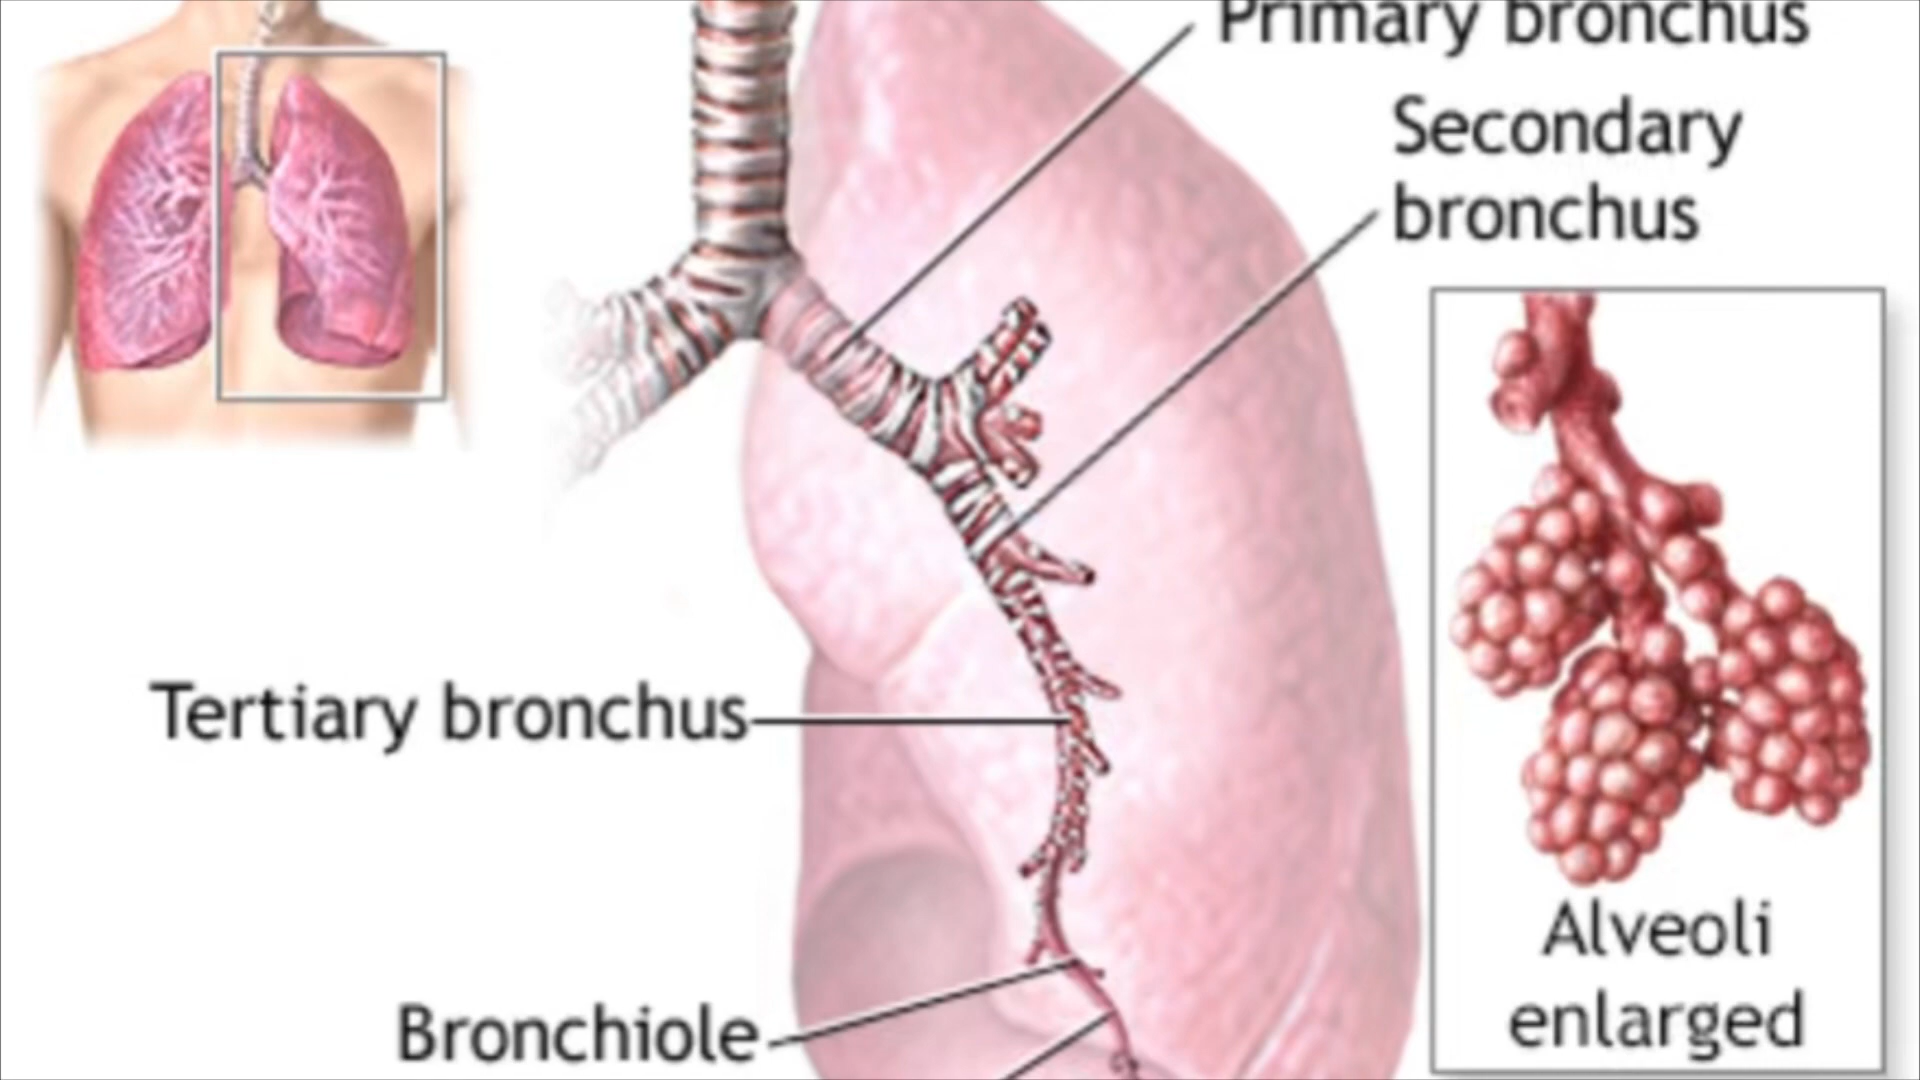 Primary bronchus
Secondary
bronchus
Tertiary bronchus
Bronchiole
Alveoli
enlarged